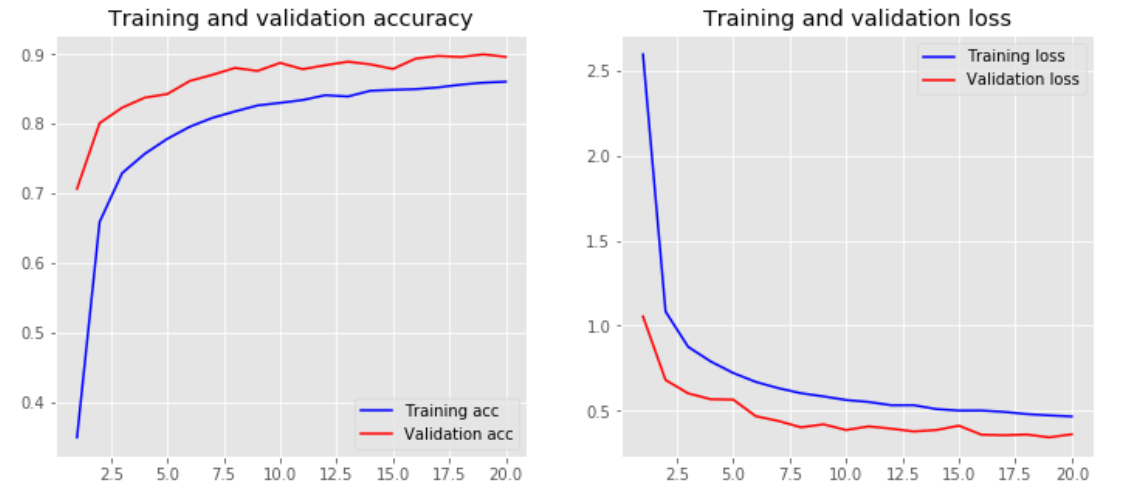 Training and validation accuracy
0.9
0.8
0.7
0.6
0.5
0.4
Training acc
Validation acc
2.5 5.0 7.5 10.0 12.5 15.0 17.5 20.0
Training and validation loss
2.5
2.0
1.5
1.0
0.5
Training loss
Validation loss
2.5 5.0 7.5 10.0 12.5 15.0 17.5 20.0